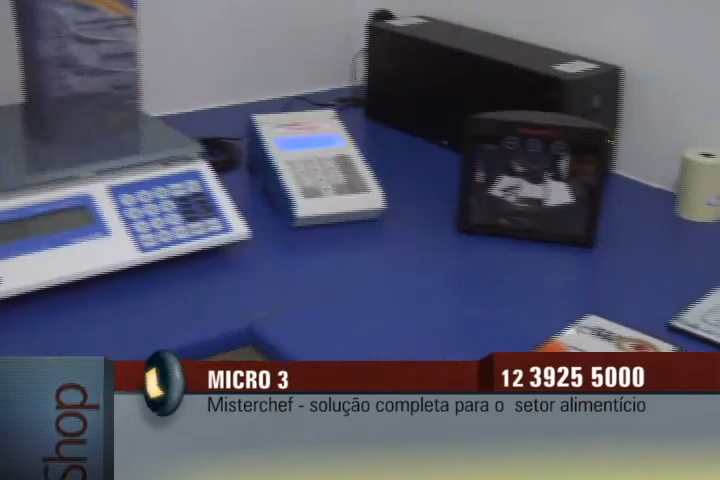 MICRO 3
12 3925 5000
Misterchef - solução completa para o setor alimentício
Shop